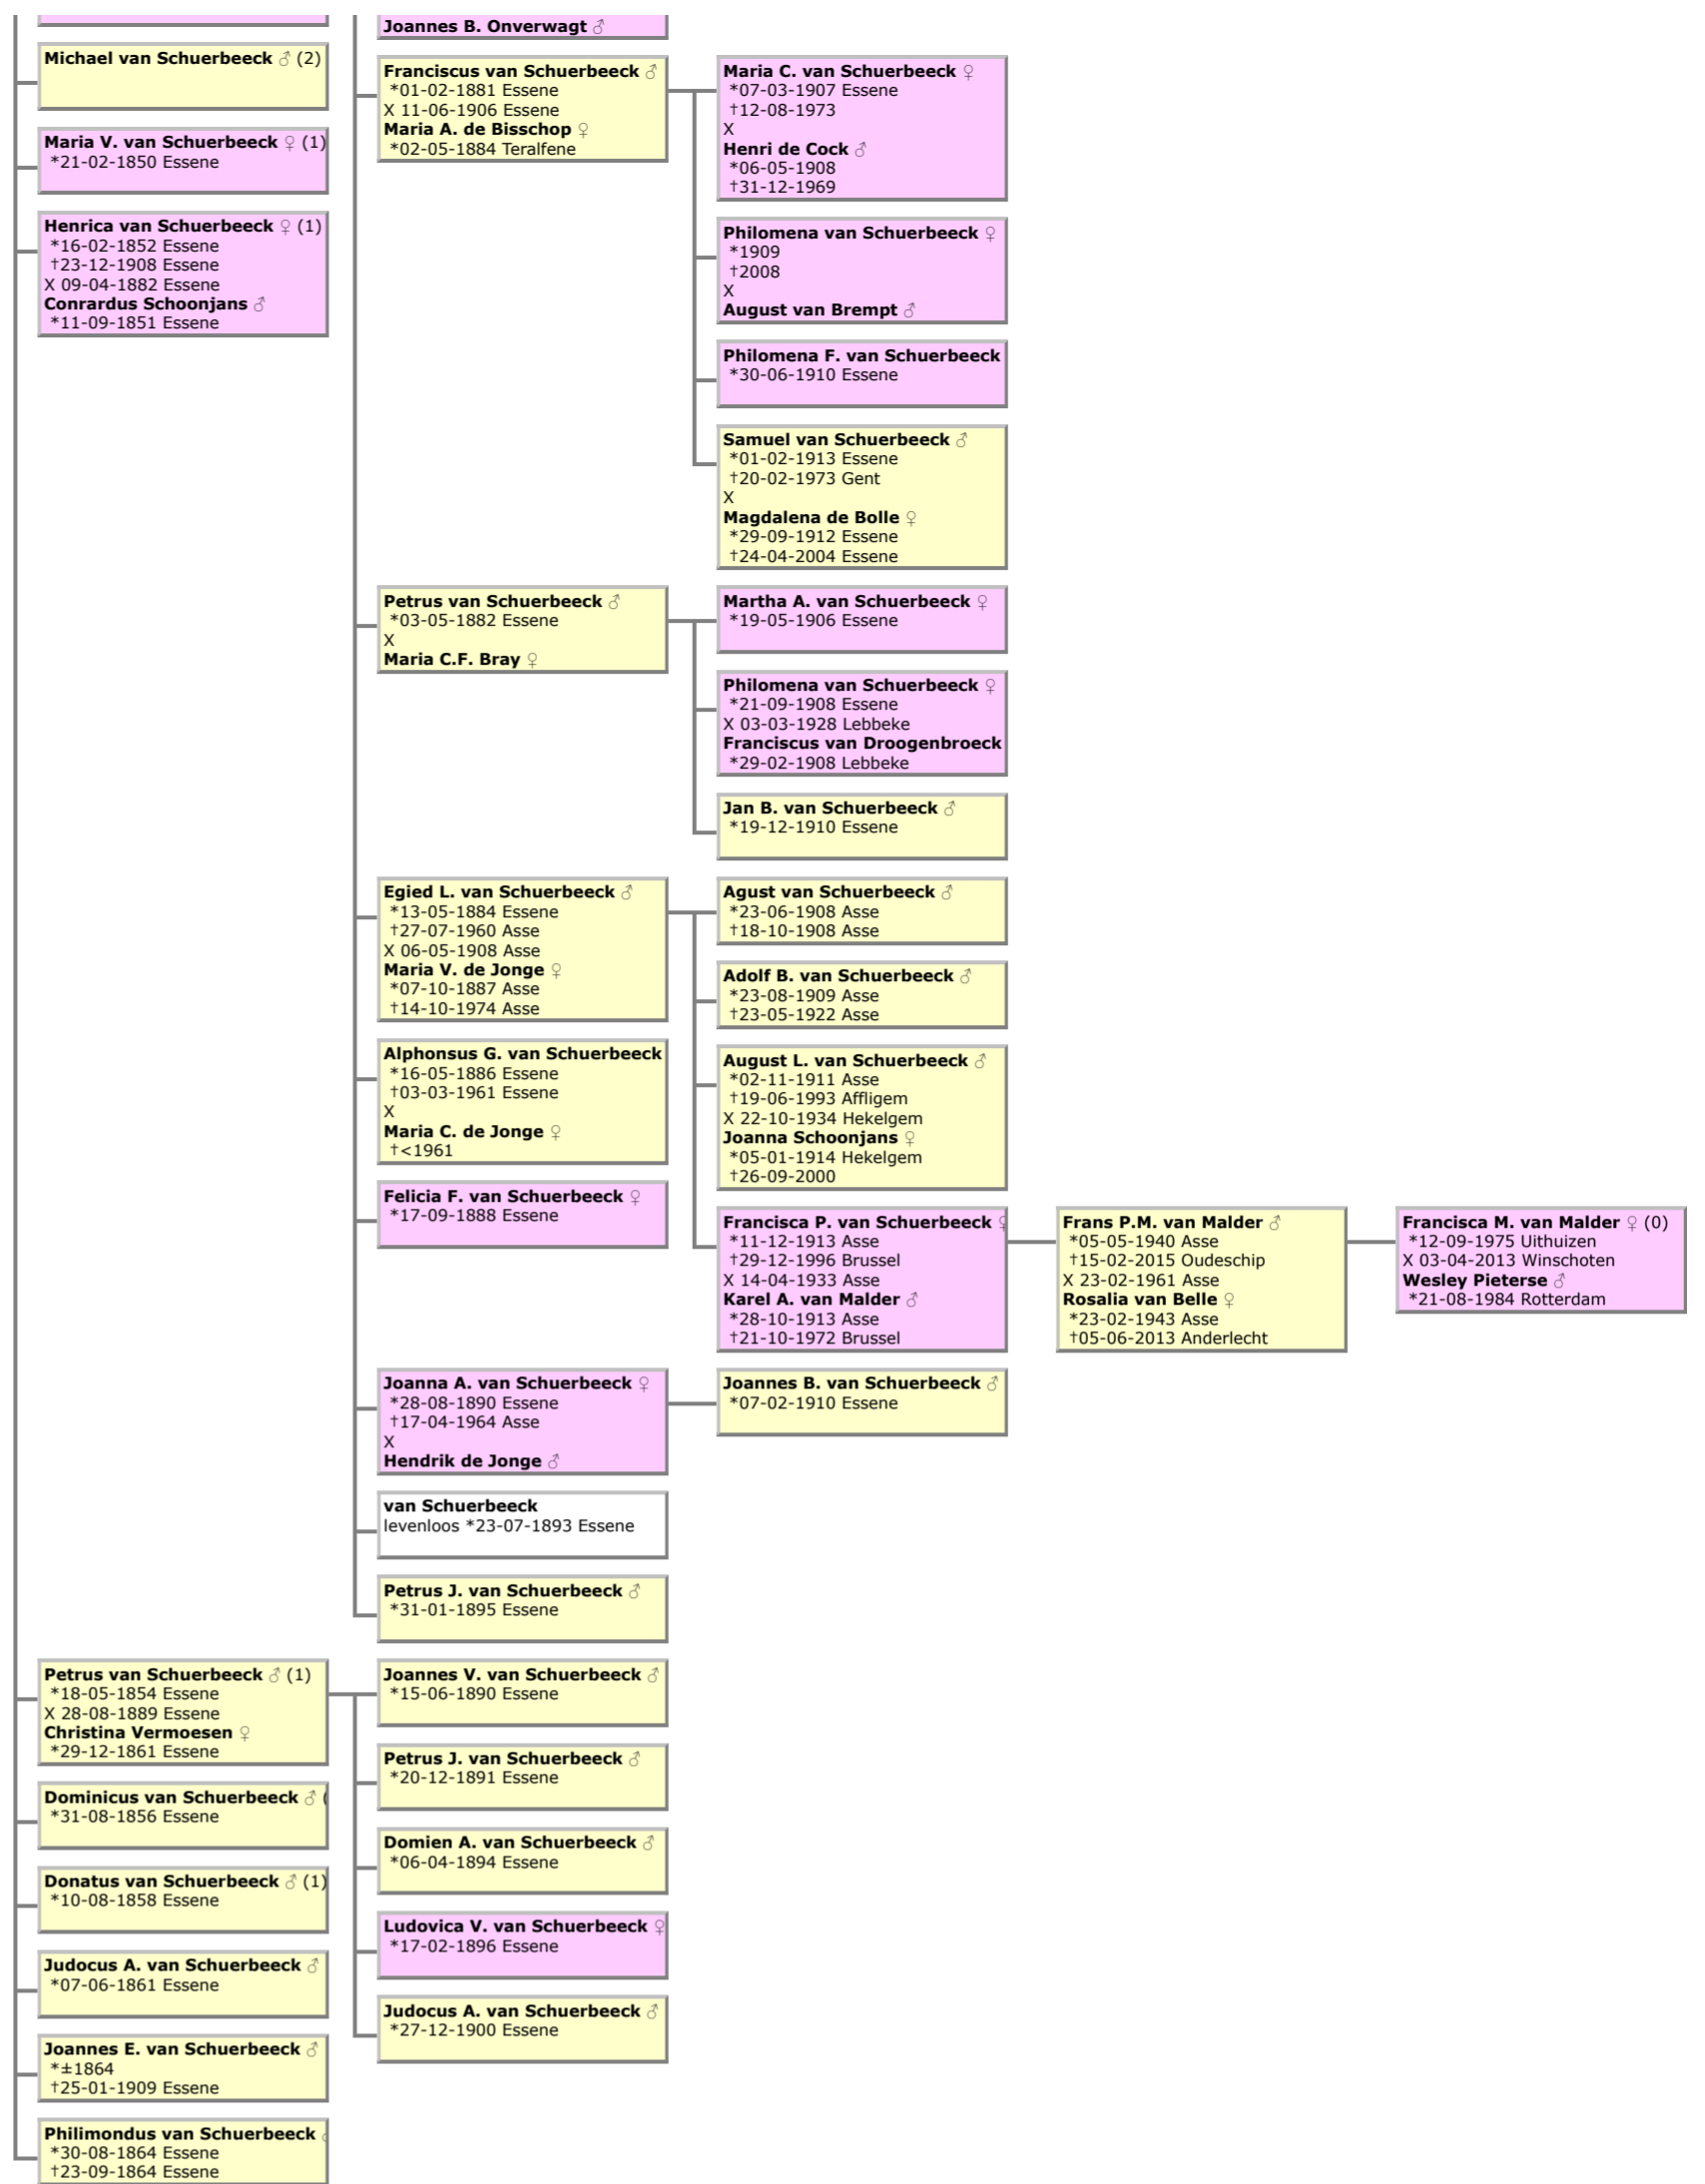 Joannes B. Onverwagt ♂
Michael van Schuerbeeck ♂ (2)
Maria V. van Schuerbeeck ♀ (1)
*21-02-1850 Essene
Henrica van Schuerbeeck ♀ (1)
*16-02-1852 Essene
†23-12-1908 Essene
X 09-04-1882 Essene
Conrardus Schoonjans ♂
*11-09-1851 Essene
Franciscus van Schuerbeeck ♂
*01-02-1881 Essene
X 11-06-1906 Essene
Maria A. de Bisschop ♀
*02-05-1884 Teralfene
Maria C. van Schuerbeeck ♀
*07-03-1907 Essene
†12-08-1973
X
Henri de Cock ♂
*06-05-1908
†31-12-1969
Philomena van Schuerbeeck ♀
*1909
†2008
X
August van Brempt ♂
Philomena F. van Schuerbeeck
*30-06-1910 Essene
Samuel van Schuerbeeck ♂
*01-02-1913 Essene
†20-02-1973 Gent
X
Magdalena de Bolle ♀
*29-09-1912 Essene
†24-04-2004 Essene
Petrus van Schuerbeeck ♂
*03-05-1882 Essene
X
Maria C.F. Bray ♀
Martha A. van Schuerbeeck ♀
*19-05-1906 Essene
Philomena van Schuerbeeck ♀
*21-09-1908 Essene
X 03-03-1928 Lebbeke
Franciscus van Droogenbroeck
*29-02-1908 Lebbeke
Jan B. van Schuerbeeck ♂
*19-12-1910 Essene
Egied L. van Schuerbeeck ♂
*13-05-1884 Essene
†27-07-1960 Asse
X 06-05-1908 Asse
Maria V. de Jonge ♀
*07-10-1887 Asse
†14-10-1974 Asse
Agust van Schuerbeeck ♂
*23-06-1908 Asse
†18-10-1908 Asse
Adolf B. van Schuerbeeck ♂
*23-08-1909 Asse
†23-05-1922 Asse
August L. van Schuerbeeck ♂
*02-11-1911 Asse
†19-06-1993 Affligem
X 22-10-1934 Hekelgem
Joanna Schoonjans ♀
*05-01-1914 Hekelgem
†26-09-2000
Francisca P. van Schuerbeeck ♀
*11-12-1913 Asse
†29-12-1996 Brussel
X 14-04-1933 Asse
Karel A. van Malder ♂
*28-10-1913 Asse
†21-10-1972 Brussel
Frans P.M. van Malder ♂
*05-05-1940 Asse
†15-02-2015 Oudeschip
X 23-02-1961 Asse
Rosalia van Belle ♀
*23-02-1943 Asse
†05-06-2013 Anderlecht
Francisca M. van Malder ♀ (0)
*12-09-1975 Uithuizen
X 03-04-2013 Winschoten
Wesley Pieterse ♂
*21-08-1984 Rotterdam
Alphonsus G. van Schuerbeeck
*16-05-1886 Essene
†03-03-1961 Essene
X
Maria C. de Jonge ♀
†<1961
Felicia F. van Schuerbeeck ♀
*17-09-1888 Essene
Joanna A. van Schuerbeeck ♀
*28-08-1890 Essene
†17-04-1964 Asse
X
Hendrik de Jonge ♂
Joannes B. van Schuerbeeck ♂
*07-02-1910 Essene
van Schuerbeeck
levenloos *23-07-1893 Essene
Petrus J. van Schuerbeeck ♂
*31-01-1895 Essene
Petrus van Schuerbeeck ♂ (1)
*18-05-1854 Essene
X 28-08-1889 Essene
Christina Vermoesen ♀
*29-12-1861 Essene
Joannes V. van Schuerbeeck ♂
*15-06-1890 Essene
Petrus J. van Schuerbeeck ♂
*20-12-1891 Essene
Domien A. van Schuerbeeck ♂
*06-04-1894 Essene
Ludovica V. van Schuerbeeck ♀
*17-02-1896 Essene
Judocus A. van Schuerbeeck ♂
*27-12-1900 Essene
Dominicus van Schuerbeeck ♂ (
*31-08-1856 Essene
Donatus van Schuerbeeck ♂ (1)
*10-08-1858 Essene
Judocus A. van Schuerbeeck ♂
*07-06-1861 Essene
Joannes E. van Schuerbeeck ♂
*±1864
†25-01-1909 Essene
Philimondus van Schuerbeeck ♂
*30-08-1864 Essene
†23-09-1864 Essene